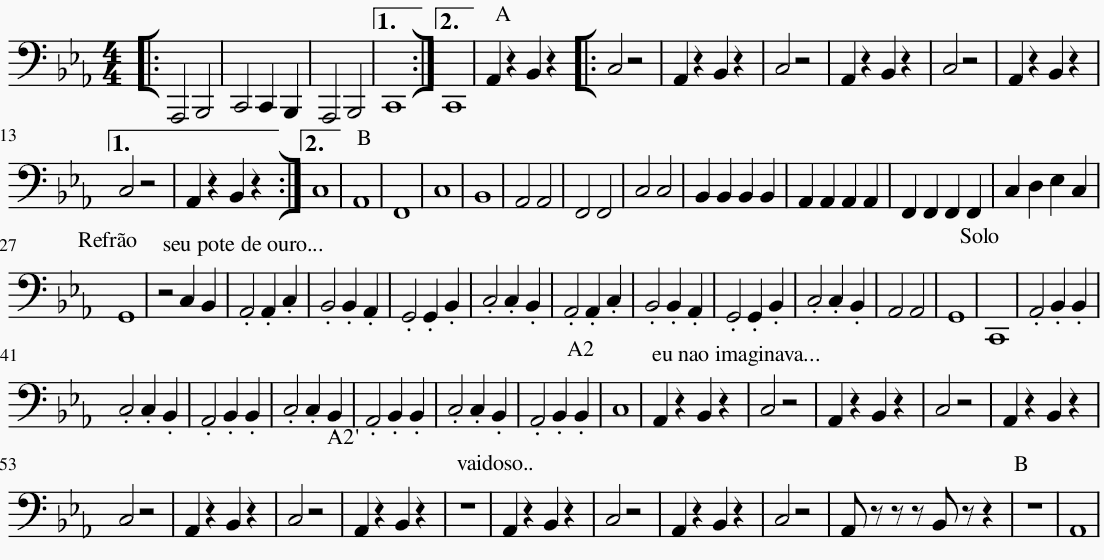 1. 2. A
13 1. 2. B
27 Refrão seu pote de ouro... Solo
41 A2 eu nao imaginava...
A2'
53 vaidoso.. B